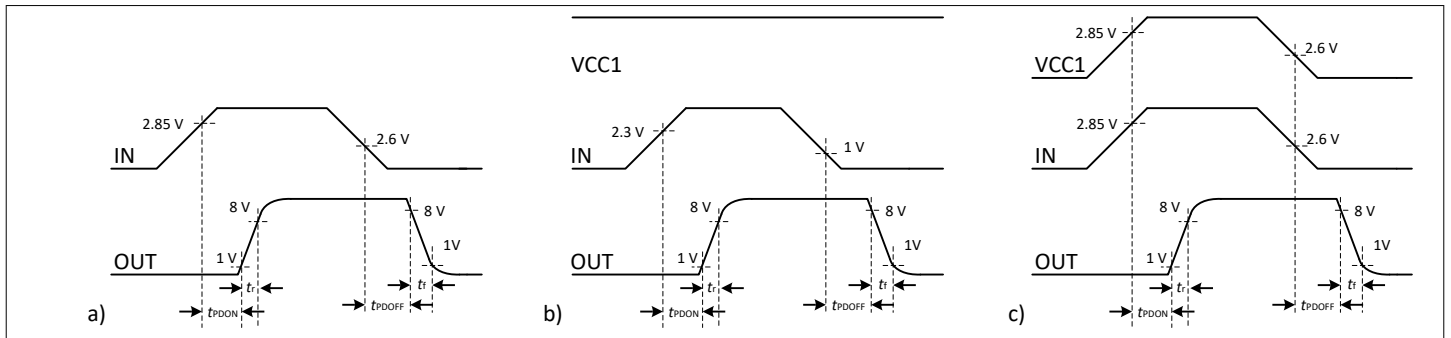 2.85 V
2.6 V
IN
8 V
8 V
1 V
1V
OUT
tr
tf
tPDON
tPDOFF
a)
VCC1
2.3 V
1 V
IN
8 V
8 V
1 V
1V
OUT
tr
tf
tPDON
tPDOFF
b)
2.85 V
2.6 V
VCC1
2.85 V
2.6 V
IN
8 V
8 V
1 V
1V
OUT
tr
tf
tPDON
tPDOFF
c)